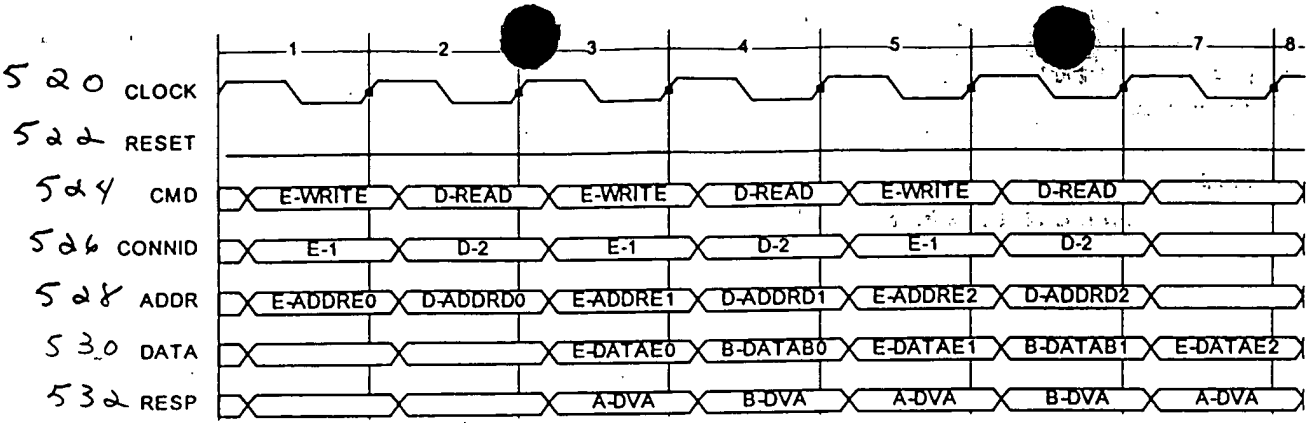 1 2 3 4 5 7 8
520 CLOCK
522 RESET
524 CMD E-WRITE D-READ E-WRITE D-READ E-WRITE D-READ
526 CONNID E-1 D-2 E-1 D-2 E-1 D-2
528 ADDR E-ADDRE0 D-ADDRD0 E-ADDRE1 D-ADDRD1 E-ADDRE2 D-ADDRD2
530 DATA E-DATAE0 B-DATAB0 E-DATAE1 B-DATAB1 E-DATAE2
532 RESP A-DVA B-DVA A-DVA B-DVA A-DVA